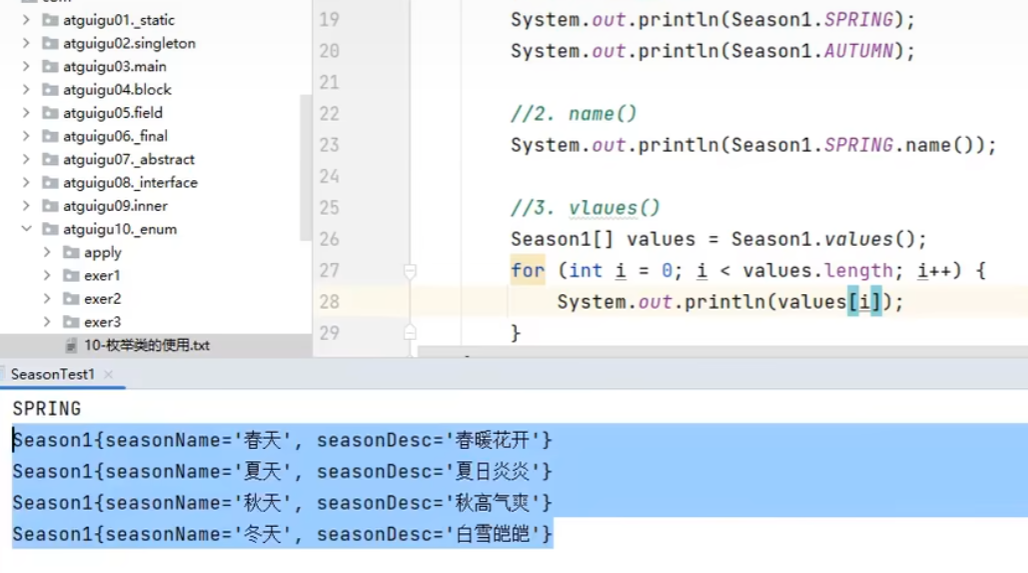 com
atguigu01._static
atguigu02.singleton
atguigu03.main
atguigu04.block
atguigu05.field
atguigu06._final
atguigu07._abstract
atguigu08._interface
atguigu09.inner
atguigu10._enum
apply
exer1
exer2
exer3
10-枚举类的使用.txt
19 System.out.println(Season1.SPRING);
20 System.out.println(Season1.AUTUMN);
21
22 //2. name()
23 System.out.println(Season1.SPRING.name());
24
25 //3. vlaues()
26 Season1[] values = Season1.values();
27 for (int i = 0; i < values.length; i++) {
28 System.out.println(values[i]);
29 }
SeasonTest1
SPRING
Season1{seasonName='春天', seasonDesc='春暖花开'}
Season1{seasonName='夏天', seasonDesc='夏日炎炎'}
Season1{seasonName='秋天', seasonDesc='秋高气爽'}
Season1{seasonName='冬天', seasonDesc='白雪皑皑'}